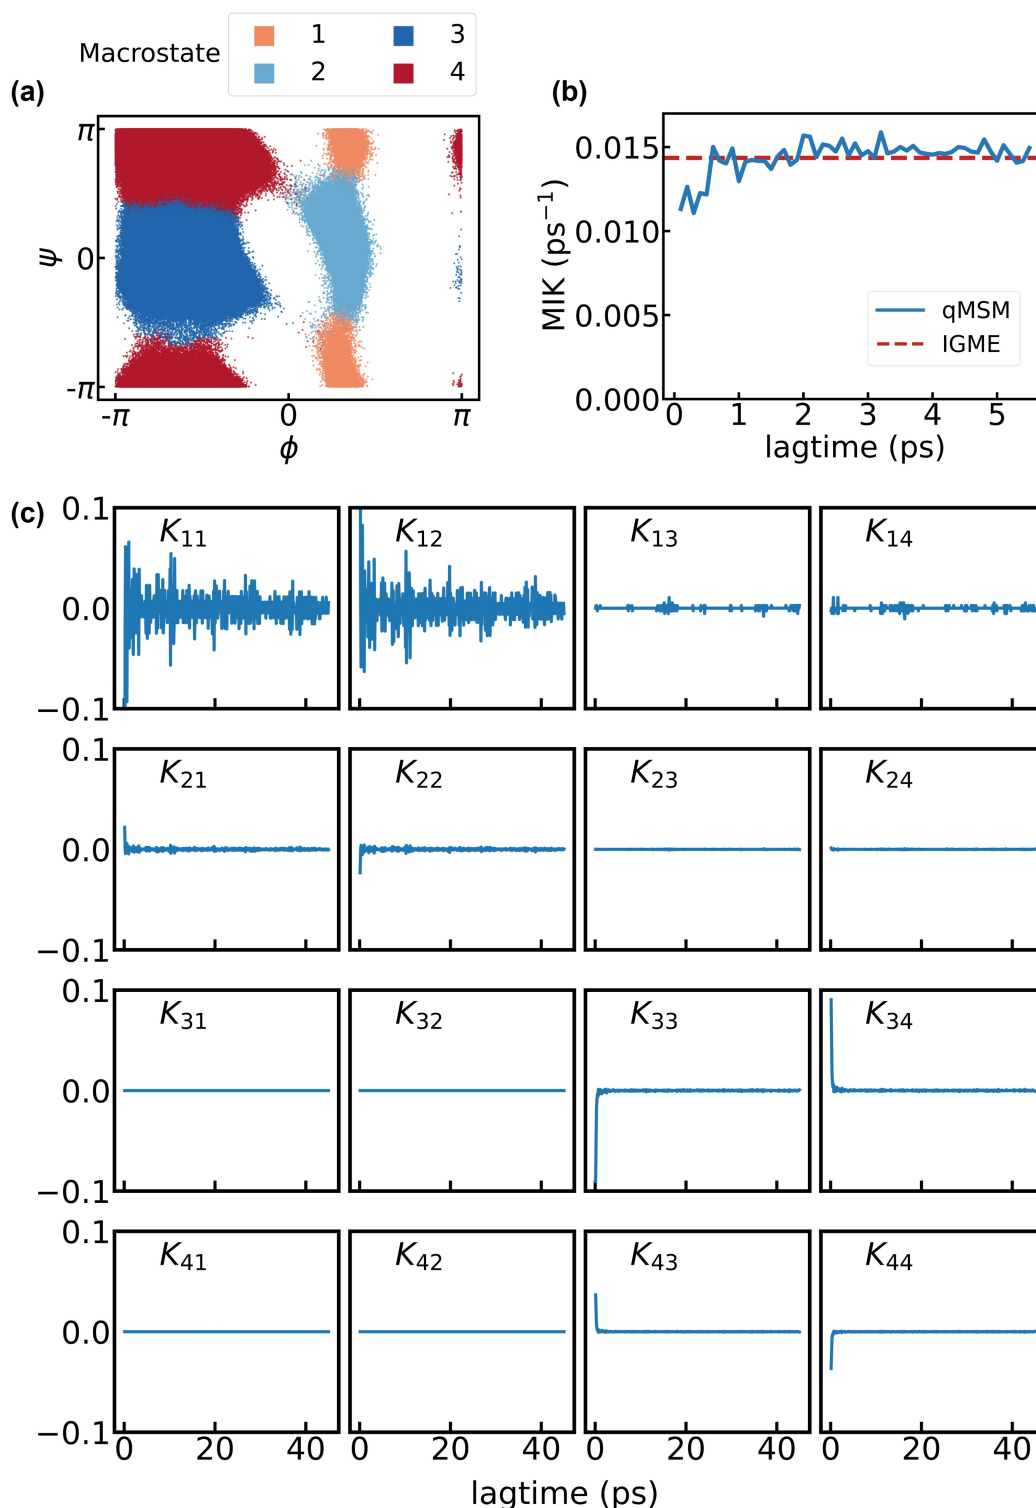 Macrostate 1 3
2 4
(a)
π
0
-π
ψ
-π 0 π
ϕ
(b)
0.015
0.010
0.005
0.000
MIK (ps⁻¹)
qMSM
IGME
0 1 2 3 4 5
lagtime (ps)
(c)
0.1
0.0
−0.1
K₁₁ K₁₂ K₁₃ K₁₄
0.1
0.0
−0.1
K₂₁ K₂₂ K₂₃ K₂₄
0.1
0.0
−0.1
K₃₁ K₃₂ K₃₃ K₃₄
0.1
0.0
−0.1
K₄₁ K₄₂ K₄₃ K₄₄
0 20 40 0 20 40 0 20 40 0 20 40
lagtime (ps)